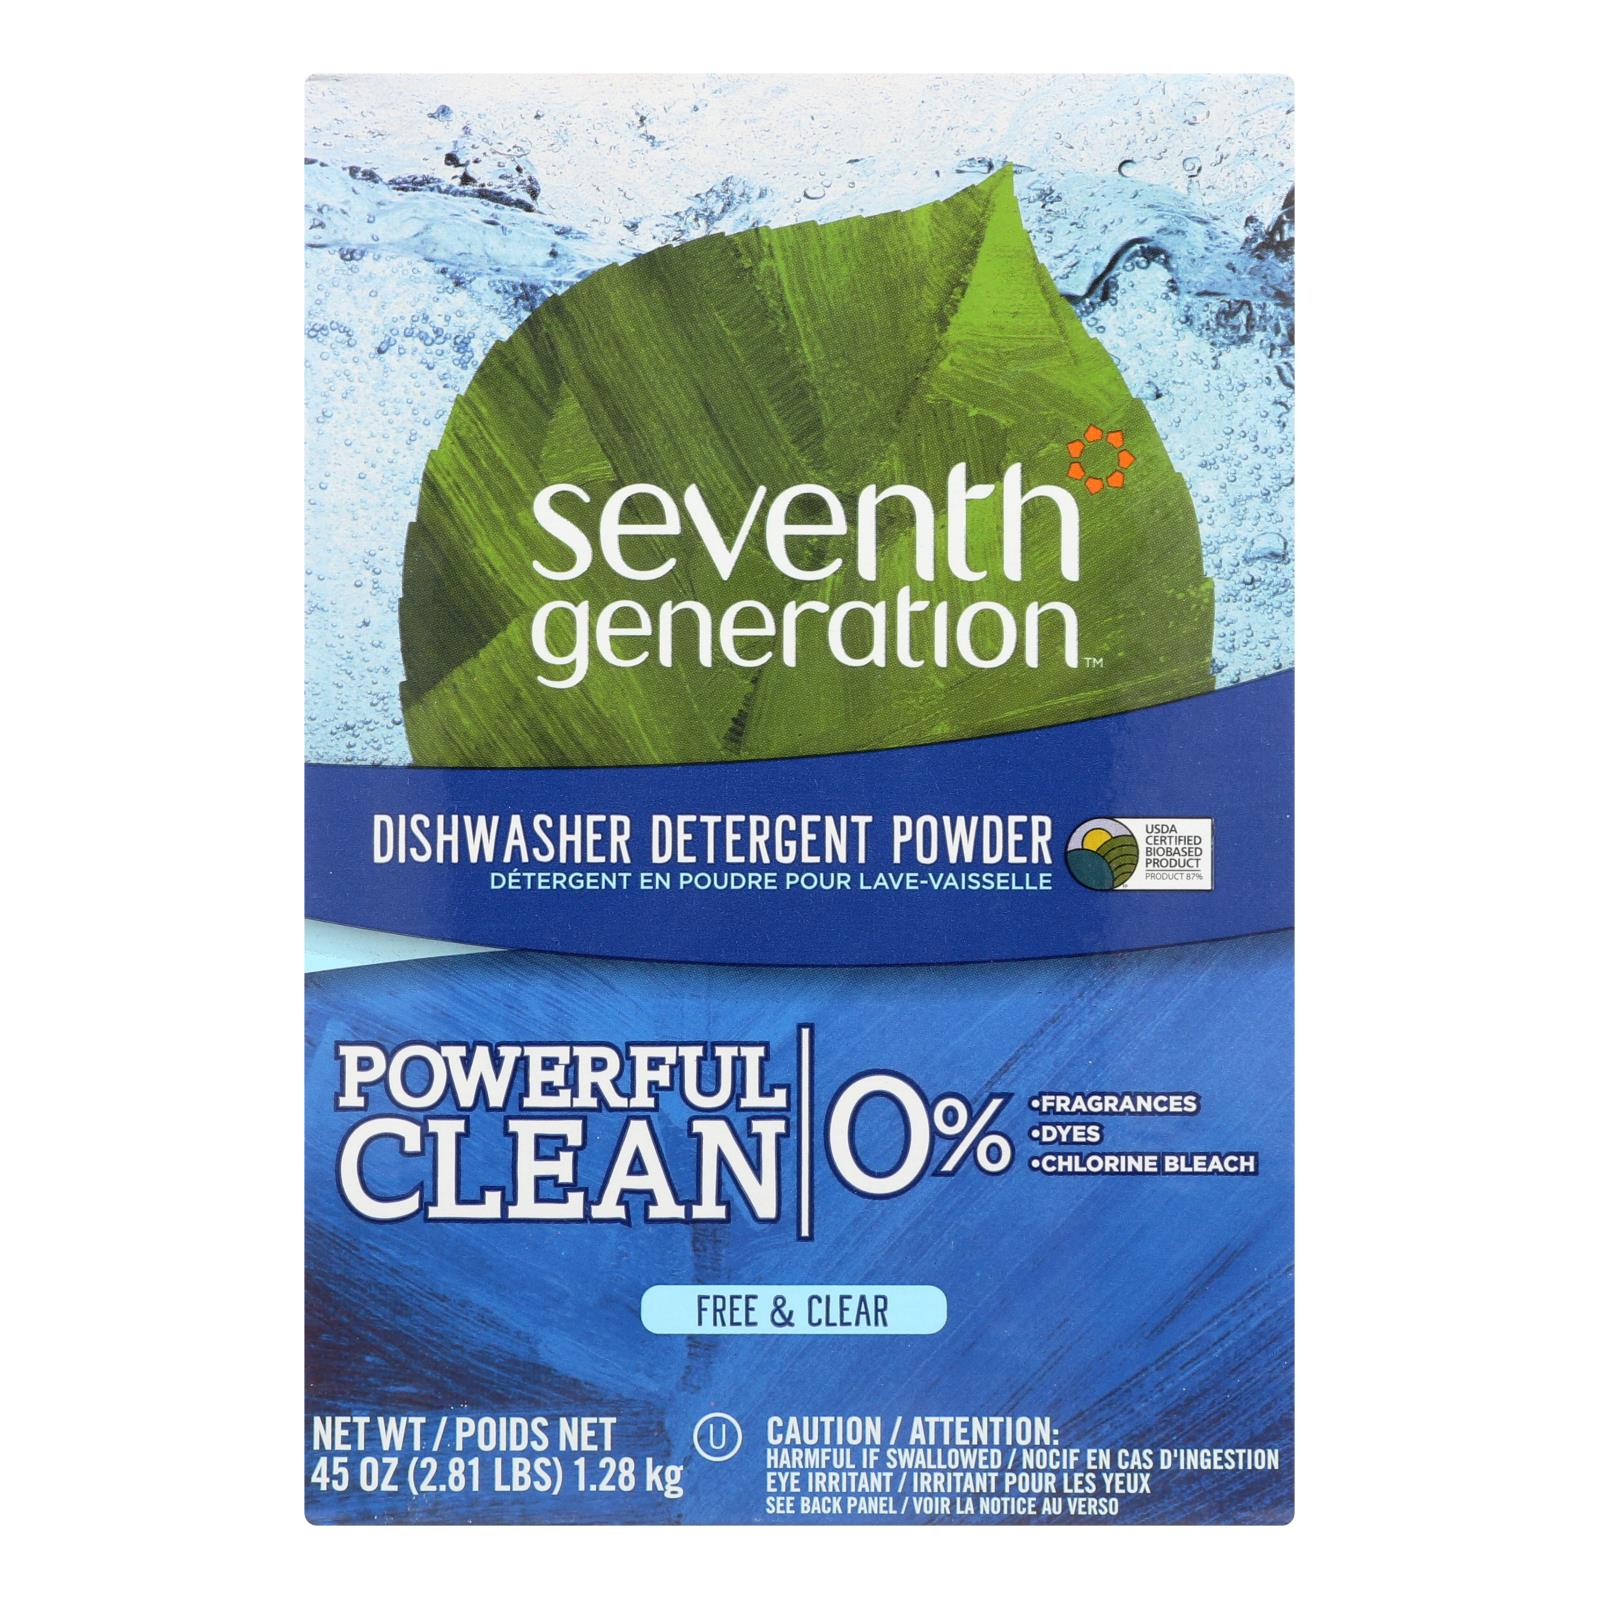 seventh
generation™
DISHWASHER DETERGENT POWDER
DÉTERGENT EN POUDRE POUR LAVE-VAISSELLE
USDA
CERTIFIED
BIOBASED
PRODUCT
PRODUCT 87%
POWERFUL
CLEAN
0%
•FRAGRANCES
•DYES
•CHLORINE BLEACH
FREE & CLEAR
NET WT / POIDS NET
45 OZ (2.81 LBS) 1.28 kg
U
CAUTION / ATTENTION:
HARMFUL IF SWALLOWED / NOCIF EN CAS D'INGESTION
EYE IRRITANT / IRRITANT POUR LES YEUX
SEE BACK PANEL / VOIR LA NOTICE AU VERSO